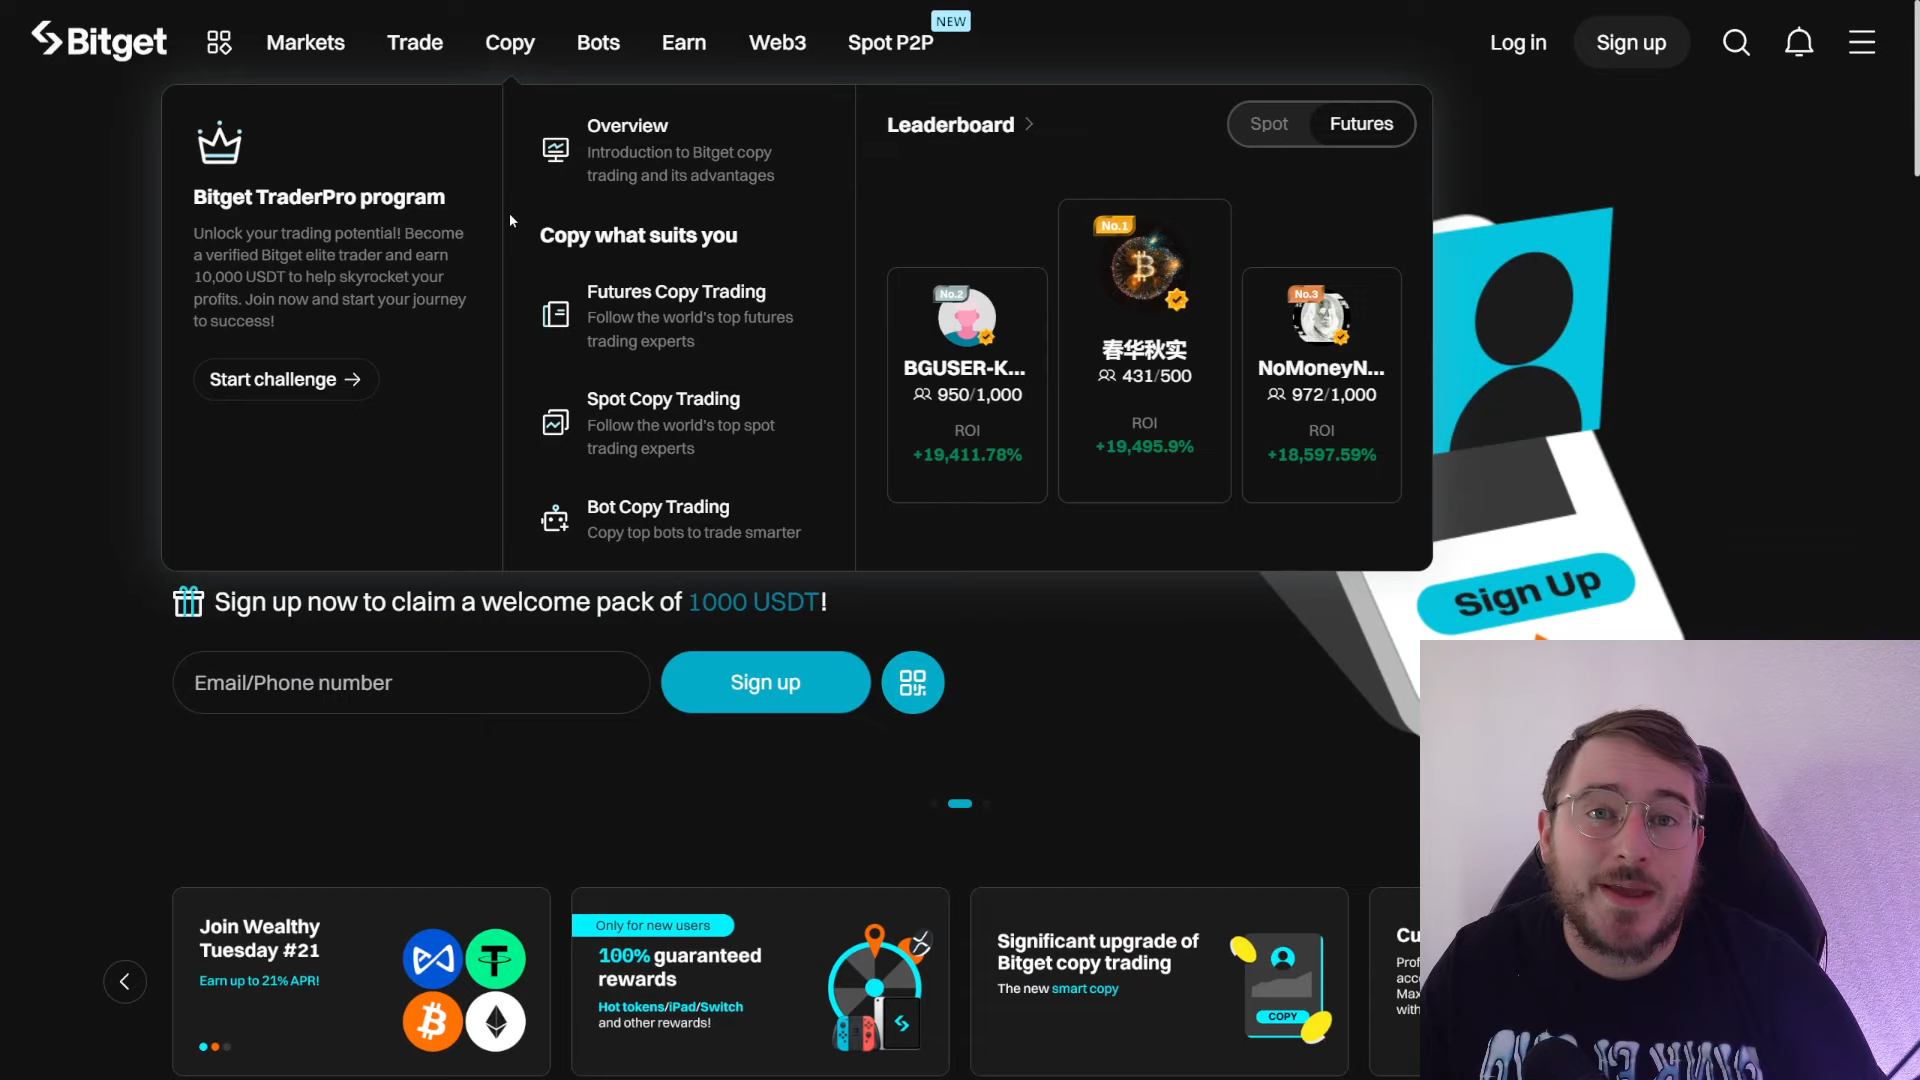 Bitget
Markets
Trade
Copy
Bots
Earn
Web3
Spot P2P
NEW
Log in
Sign up
Bitget TraderPro program
Unlock your trading potential! Become
a verified Bitget elite trader and earn
10,000 USDT to help skyrocket your
profits. Join now and start your journey
to success!
Start challenge →
Overview
Introduction to Bitget copy
trading and its advantages
Copy what suits you
Futures Copy Trading
Follow the world's top futures
trading experts
Spot Copy Trading
Follow the world's top spot
trading experts
Bot Copy Trading
Copy top bots to trade smarter
Leaderboard
Spot
Futures
No.2
BGUSER-K...
950/1,000
ROI
+19,411.78%
No.1
春华秋实
431/500
ROI
+19,495.9%
No.3
NoMoneyN...
972/1,000
ROI
+18,597.59%
Sign Up
Sign up now to claim a welcome pack of 1000 USDT!
Email/Phone number
Sign up
Join Wealthy
Tuesday #21
Earn up to 21% APR!
Only for new users
100% guaranteed
rewards
Hot tokens/iPad/Switch
and other rewards!
Significant upgrade of
Bitget copy trading
The new smart copy
COPY